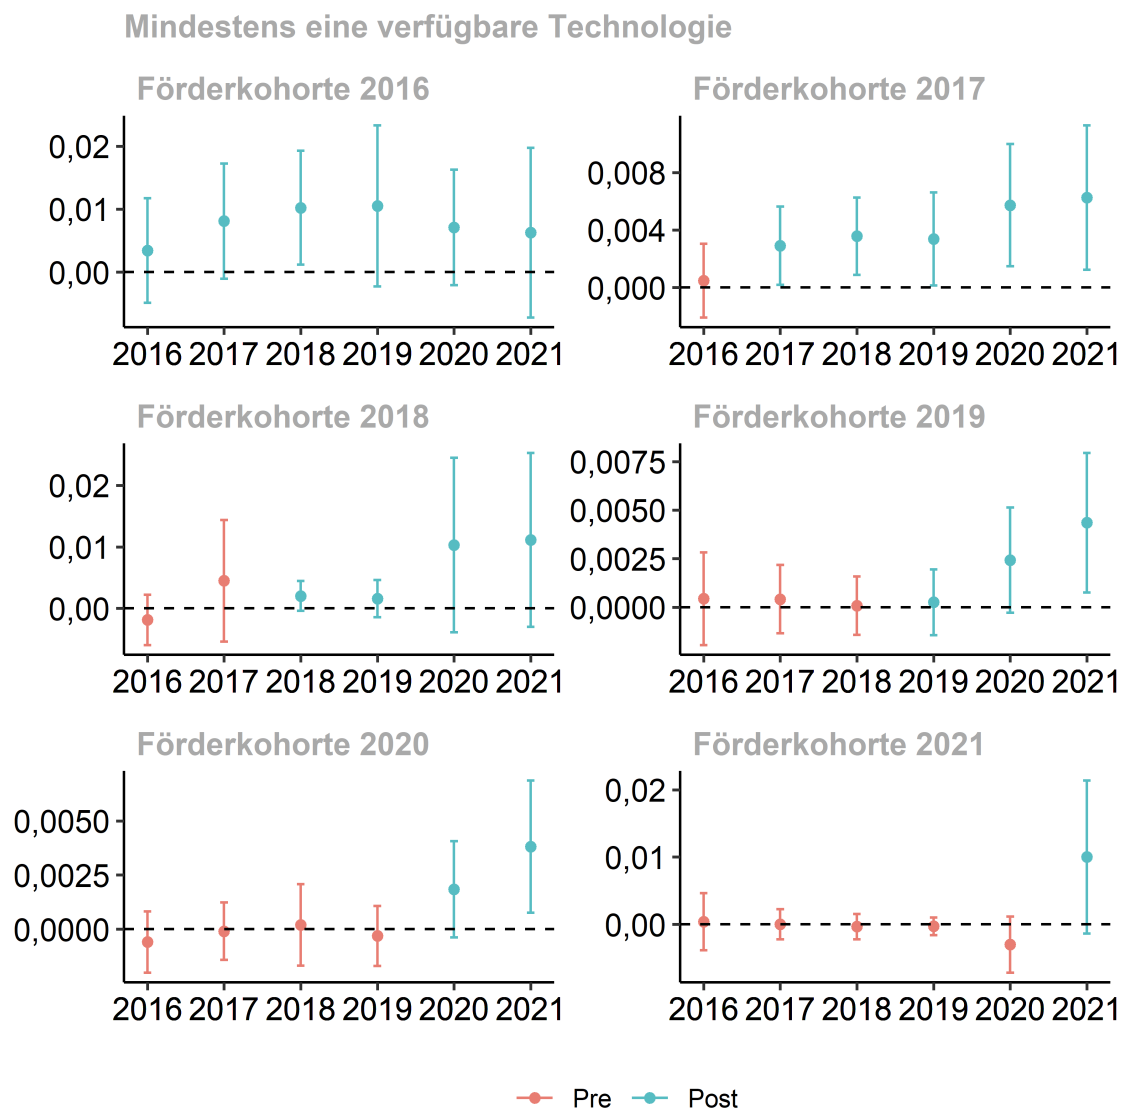 Mindestens eine verfügbare Technologie
Förderkohorte 2016
0,02
0,01
0,00
2016 2017 2018 2019 2020 2021
Förderkohorte 2017
0,008
0,004
0,000
2016 2017 2018 2019 2020 2021
Förderkohorte 2018
0,02
0,01
0,00
2016 2017 2018 2019 2020 2021
Förderkohorte 2019
0,0075
0,0050
0,0025
0,0000
2016 2017 2018 2019 2020 2021
Förderkohorte 2020
0,0050
0,0025
0,0000
2016 2017 2018 2019 2020 2021
Förderkohorte 2021
0,02
0,01
0,00
2016 2017 2018 2019 2020 2021
Pre Post